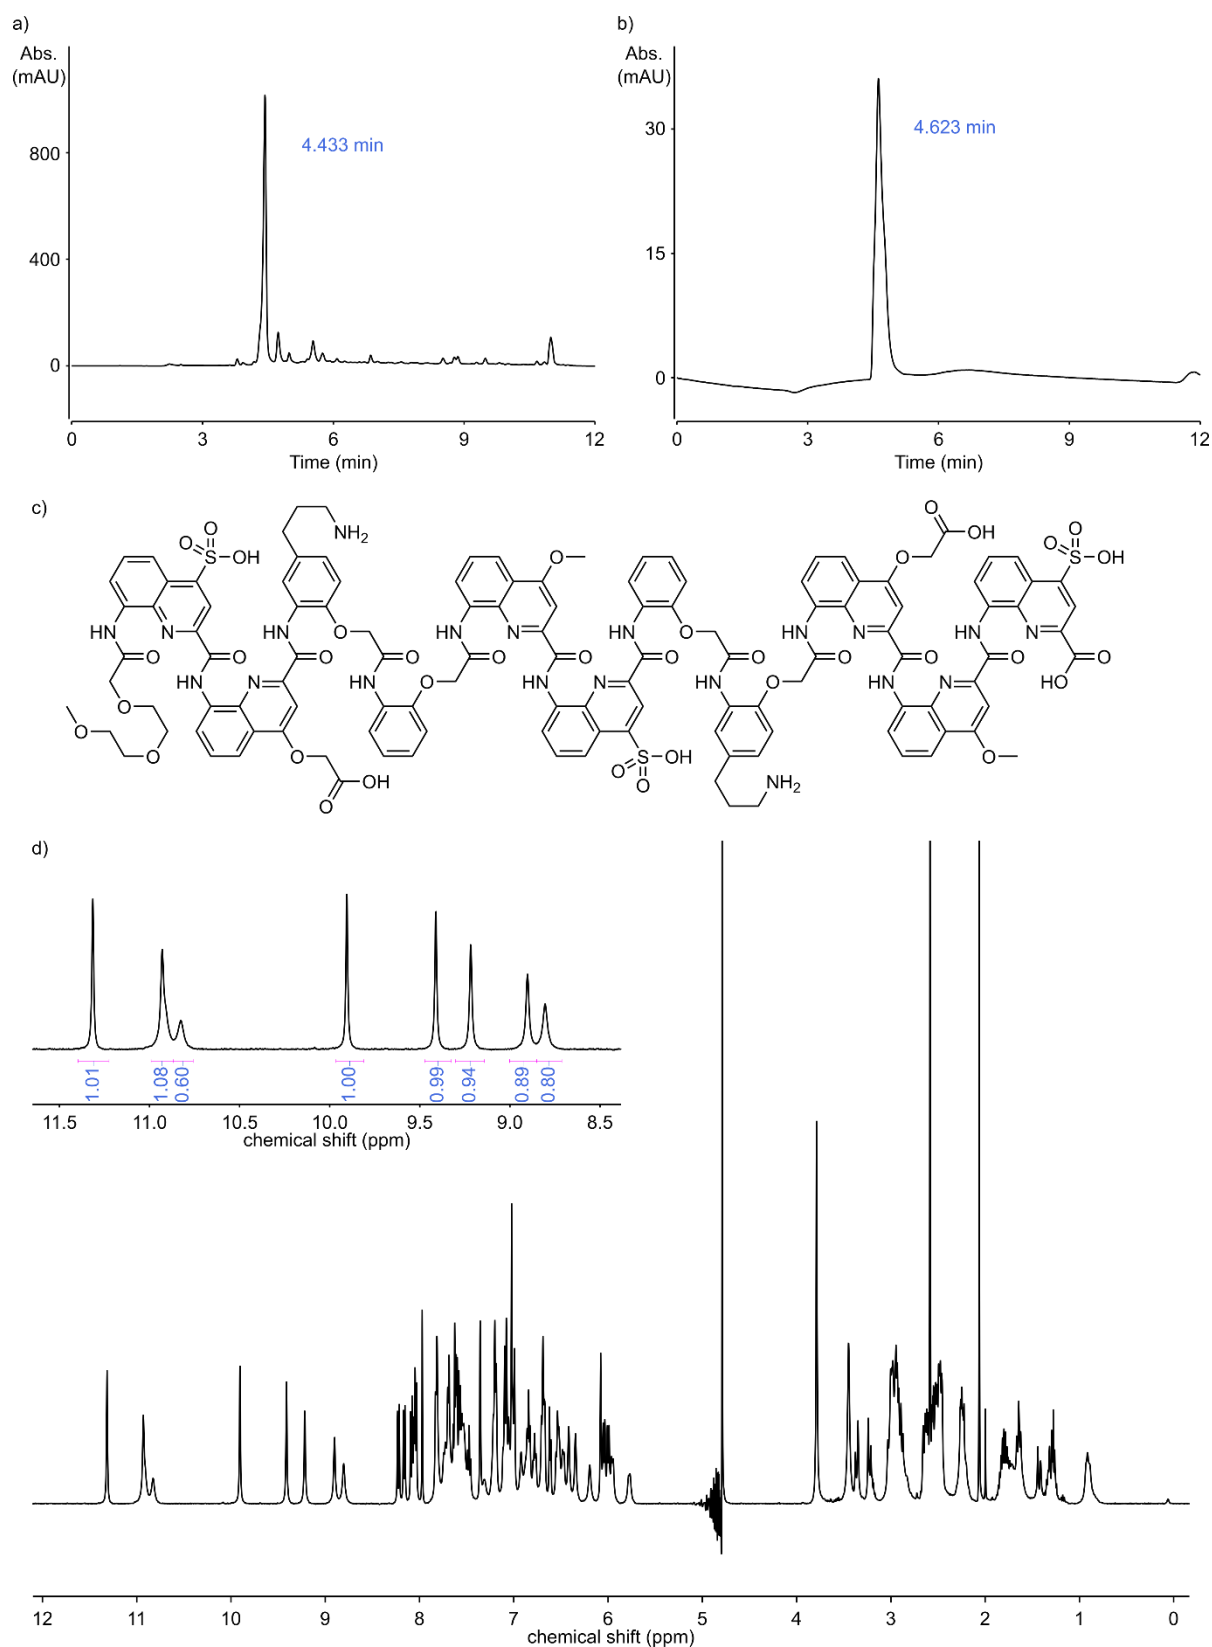 a)
Abs.
(mAU)
800
400
0
4.433 min
0 3 6 9 12
Time (min)
b)
Abs.
(mAU)
30
15
0
4.623 min
0 3 6 9 12
Time (min)
c)
NH2 O OH
O O S OH O O O O S OH
N N O N O N
HN O HN O O HN O HN O O HN O HN O O
O HN N O HN O O HN N O HN O O HN N O HO
O O O O
O O OH O O S OH NH2 O
d)
1.01 1.08 0.60 1.00 0.99 0.94 0.89 0.80
11.5 11.0 10.5 10.0 9.5 9.0 8.5
chemical shift (ppm)
12 11 10 9 8 7 6 5 4 3 2 1 0
chemical shift (ppm)